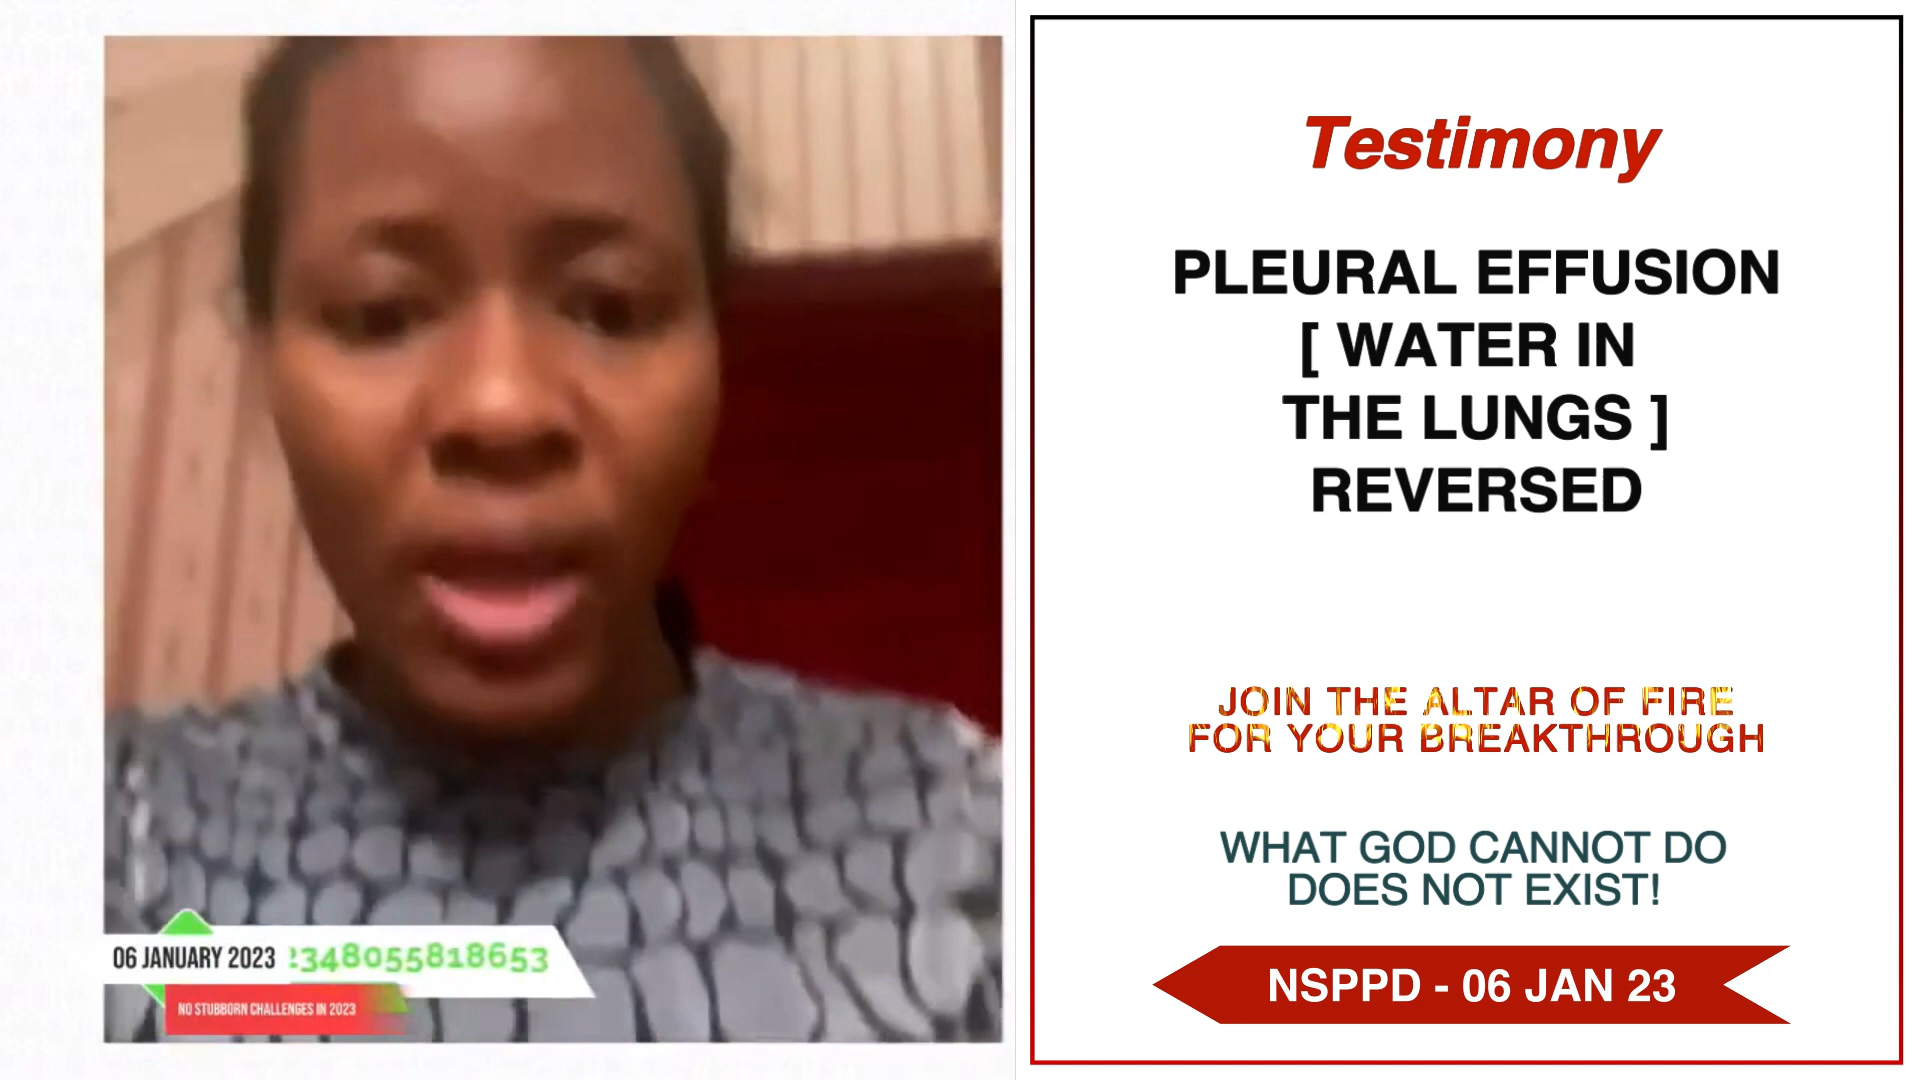 06 JANUARY 2023
2348055818653
NO STUBBORN CHALLENGES IN 2023
Testimony
PLEURAL EFFUSION
[ WATER IN
THE LUNGS ]
REVERSED
JOIN THE ALTAR OF FIRE
FOR YOUR BREAKTHROUGH
WHAT GOD CANNOT DO
DOES NOT EXIST!
NSPPD - 06 JAN 23